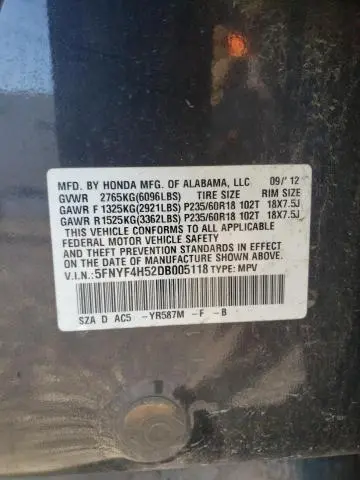 MFD. BY HONDA MFG. OF ALABAMA, LLC 09/'12
GVWR 2765KG(6096LBS) TIRE SIZE RIM SIZE
GAWR F 1325KG(2921LBS) P235/60R18 102T 18X7.5J
GAWR R 1525KG(3362LBS) P235/60R18 102T 18X7.5J
THIS VEHICLE CONFORMS TO ALL APPLICABLE
FEDERAL MOTOR VEHICLE SAFETY
AND THEFT PREVENTION STANDARDS IN EFFECT
ON THE DATE OF MANUFACTURE SHOWN ABOVE.
V.I.N.: 5FNYF4H52DB005118 TYPE: MPV
SZA D AC5 -YR587M -F -B